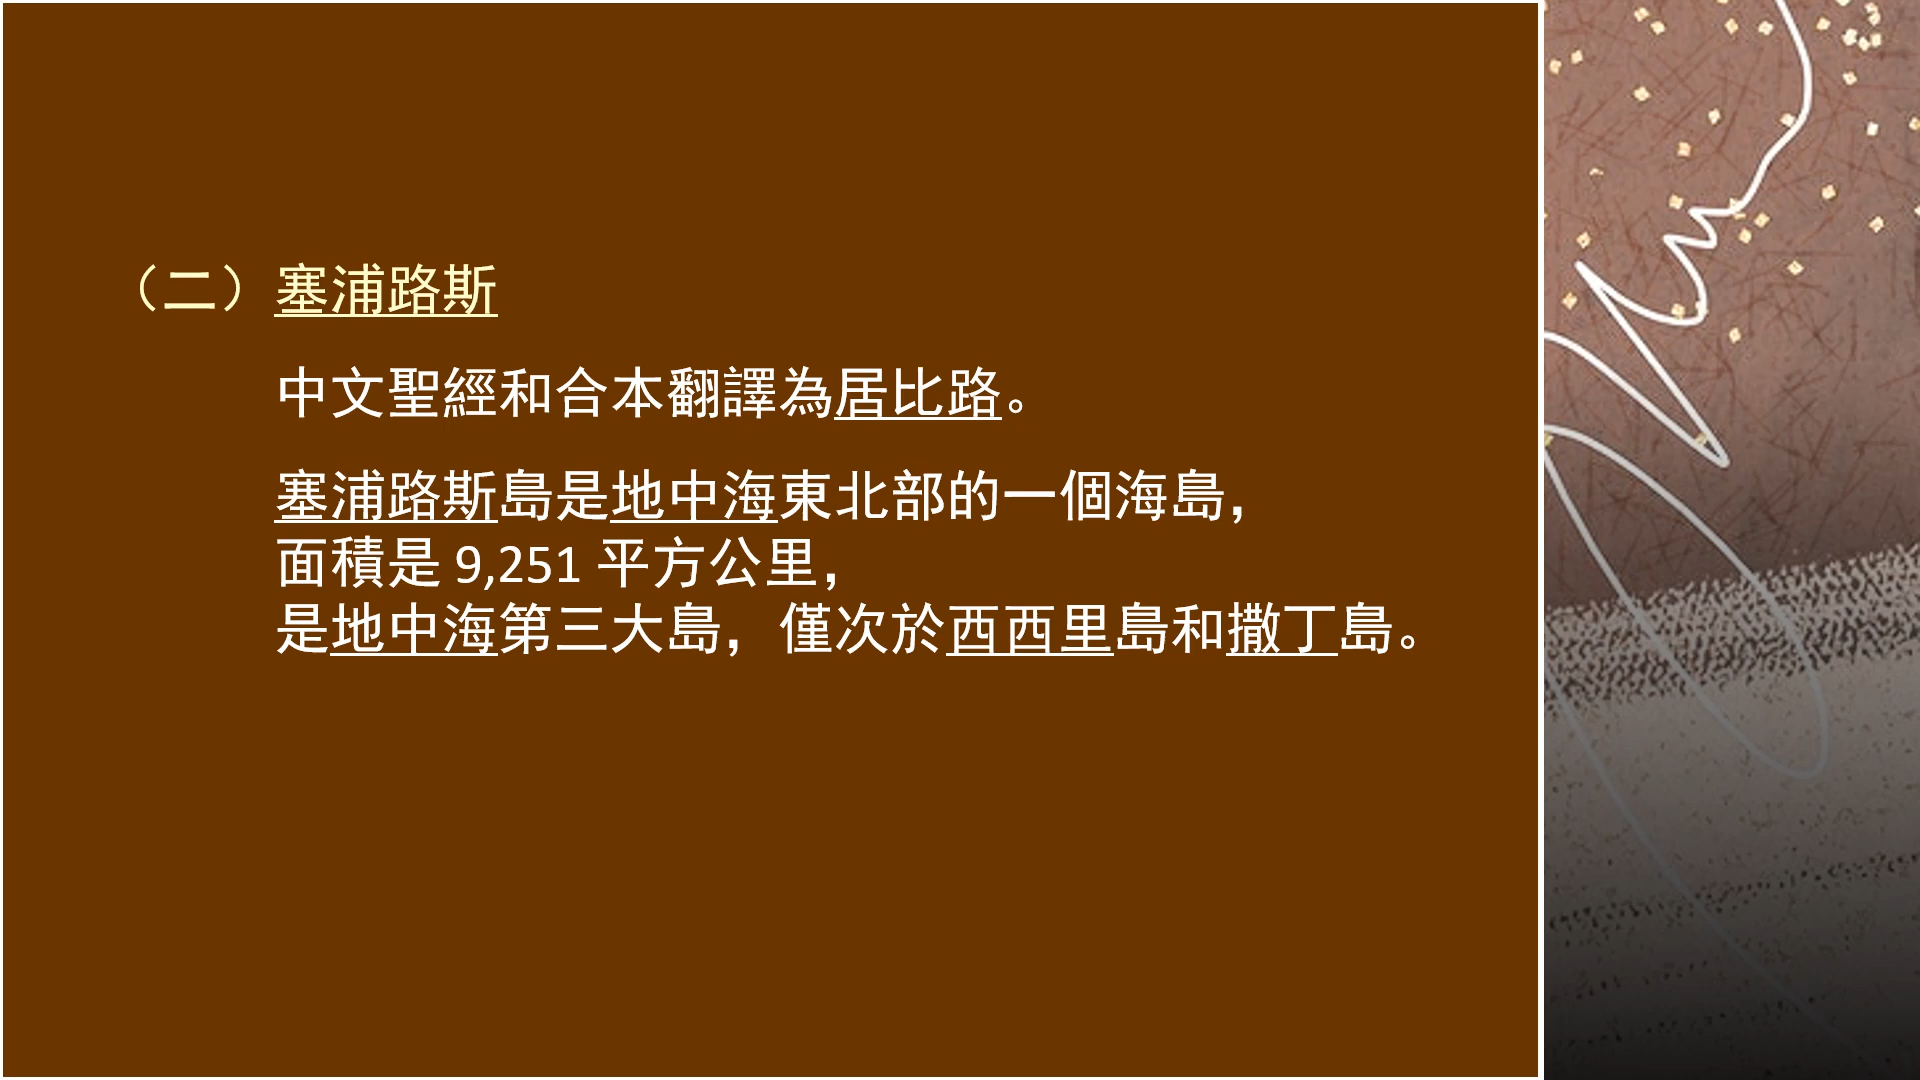 （二）塞浦路斯
中文聖經和合本翻譯為居比路。
塞浦路斯島是地中海東北部的一個海島，
面積是 9,251 平方公里，
是地中海第三大島，僅次於西西里島和撒丁島。